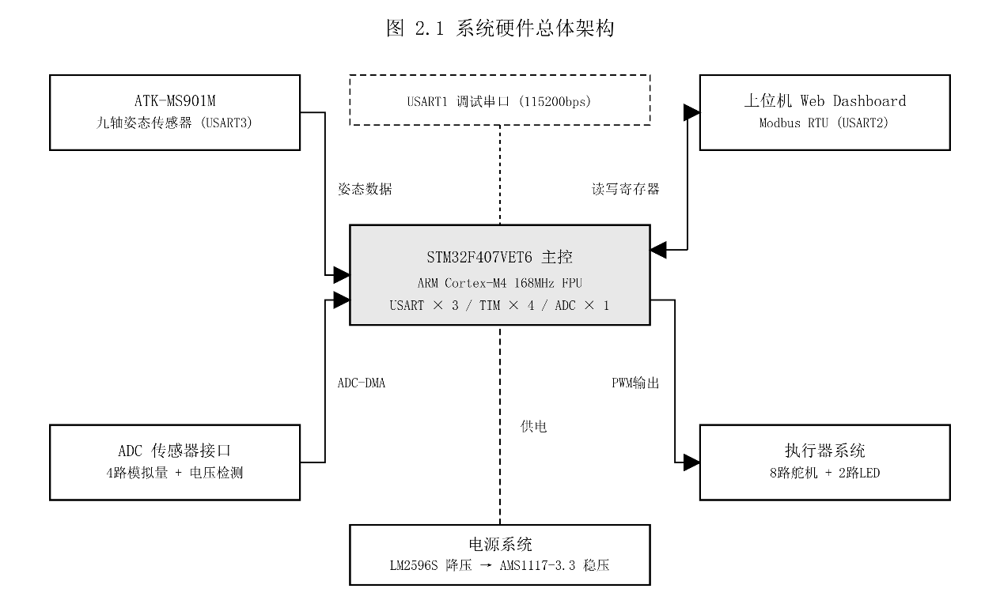 图 2.1 系统硬件总体架构
ATK-MS901M
九轴姿态传感器 (USART3)
USART1 调试串口 (115200bps)
上位机 Web Dashboard
Modbus RTU (USART2)
姿态数据
读写寄存器
STM32F407VET6 主控
ARM Cortex-M4 168MHz FPU
USART × 3 / TIM × 4 / ADC × 1
ADC-DMA
PWM输出
供电
ADC 传感器接口
4路模拟量 + 电压检测
执行器系统
8路舵机 + 2路LED
电源系统
LM2596S 降压 → AMS1117-3.3 稳压